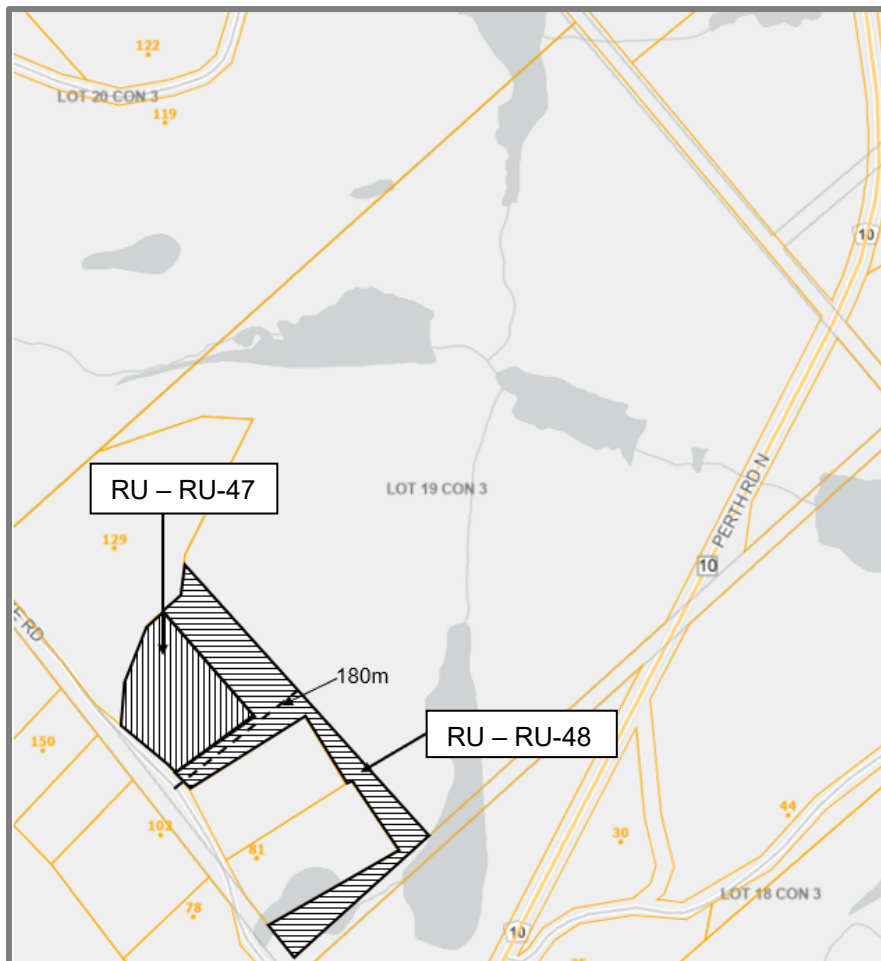 122
LOT 20 CON 3
119
10
RU – RU-47
LOT 19 CON 3
PERTH RD N
129
10
RD
180m
RU – RU-48
150
102
81
44
30
78
LOT 18 CON 3
10